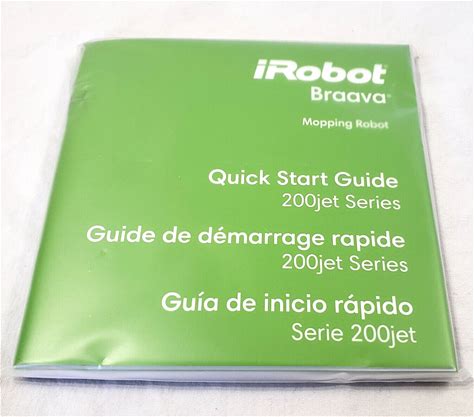 iRobot®
Braava®
Mopping Robot
Quick Start Guide
200jet Series
Guide de démarrage rapide
200jet Series
Guía de inicio rápido
Serie 200jet